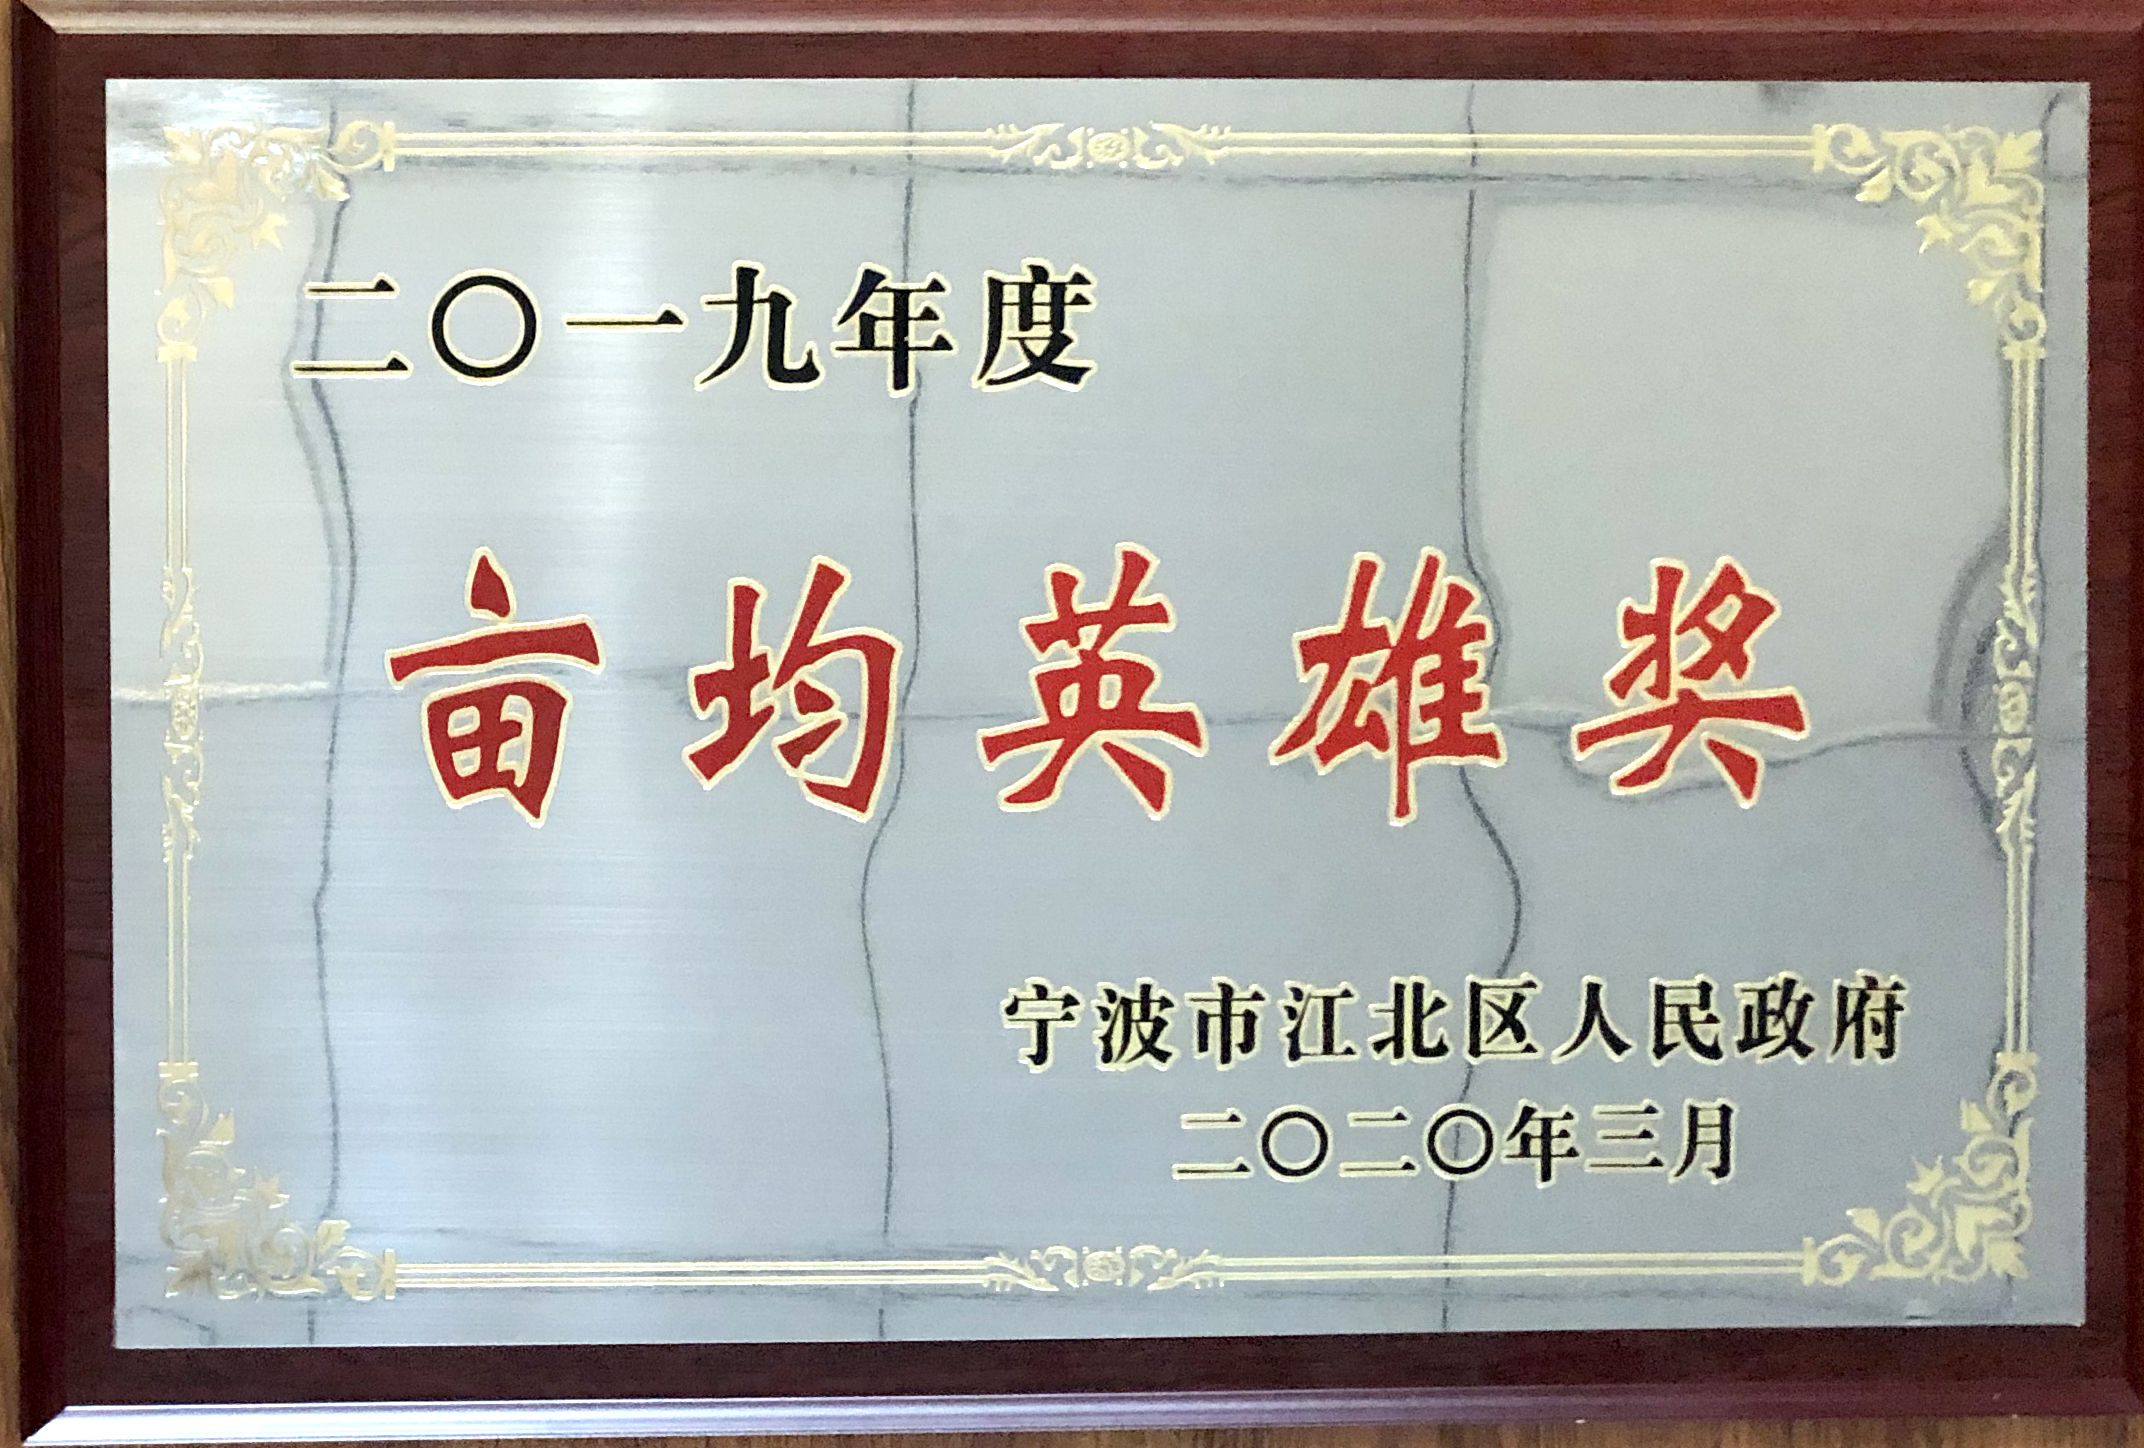 二〇一九年度
亩均英雄奖
宁波市江北区人民政府
二〇二〇年三月